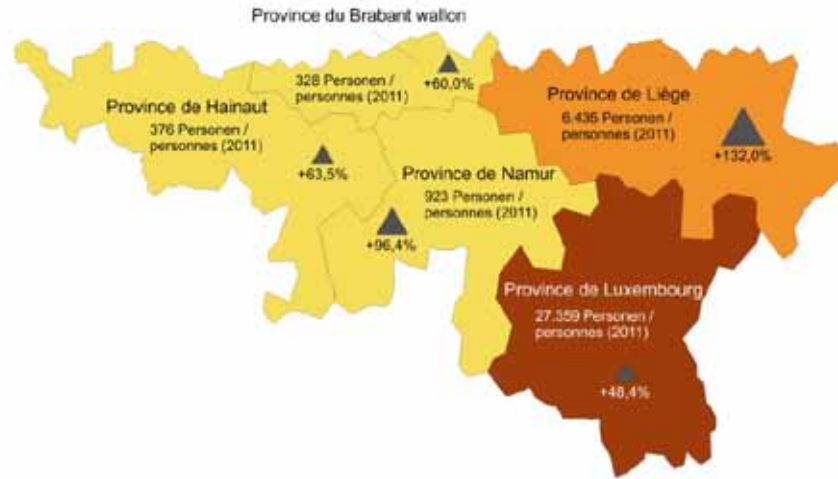 Province du Brabant wallon
328 Personen /
personnes (2011)
+60,0%
Province de Hainaut
376 Personen /
personnes (2011)
+63,5%
Province de Liège
6.435 Personen /
personnes (2011)
+132,0%
Province de Namur
923 Personen /
personnes (2011)
+96,4%
Province de Luxembourg
27.359 Personen /
personnes (2011)
+48,4%